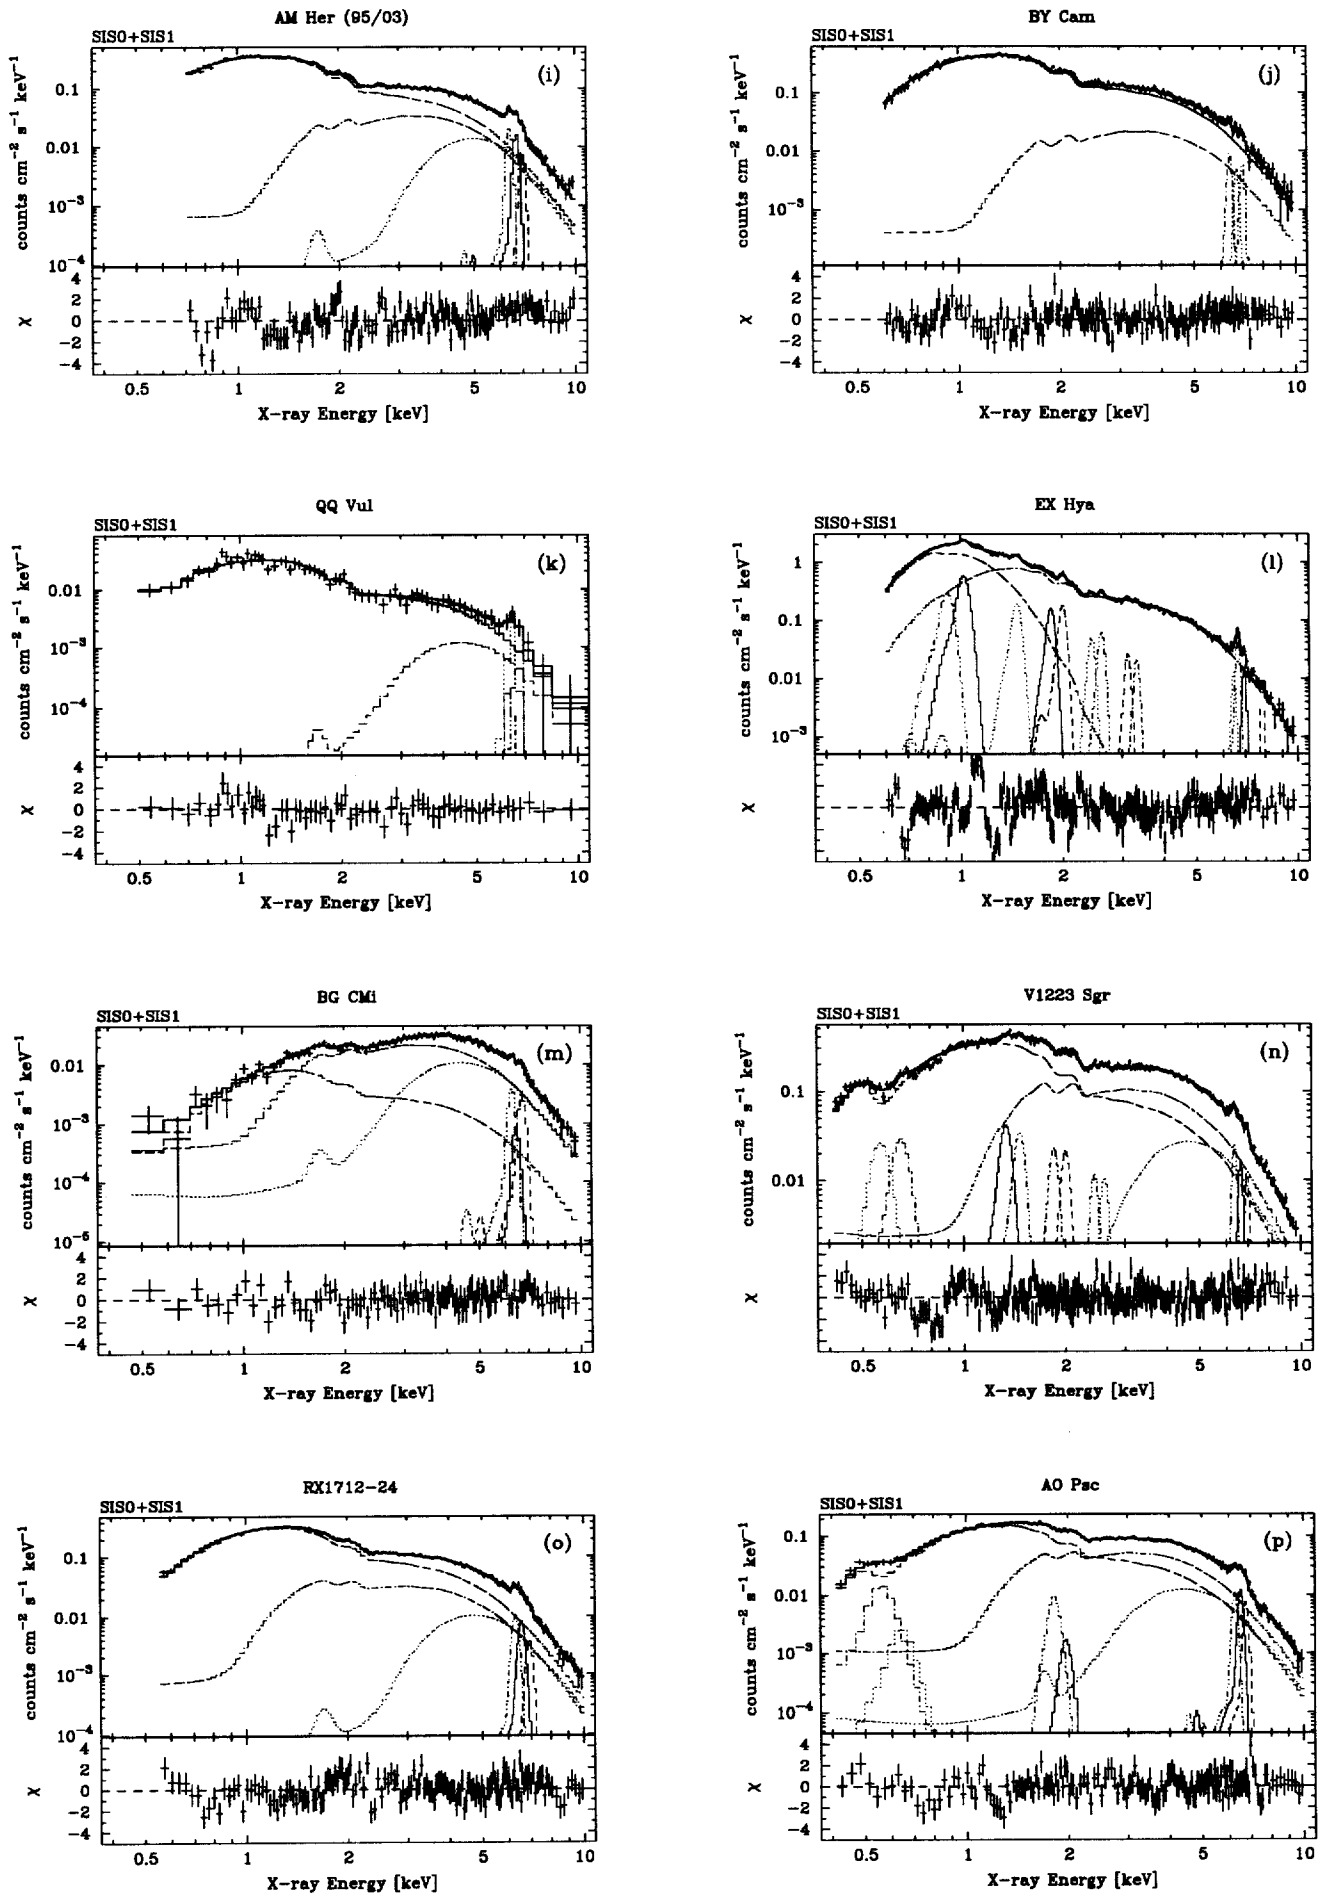 AM Her (95/03)
SIS0+SIS1
(i)
counts cm−2 s−1 keV−1
0.1
0.01
10−3
10−4
χ
4
2
0
−2
−4
0.5 1 2 5 10
X-ray Energy [keV]
BY Cam
SIS0+SIS1
(j)
counts cm−2 s−1 keV−1
0.1
0.01
10−3
χ
4
2
0
−2
−4
0.5 1 2 5 10
X-ray Energy [keV]
QQ Vul
SIS0+SIS1
(k)
counts cm−2 s−1 keV−1
0.01
10−3
10−4
χ
4
2
0
−2
−4
0.5 1 2 5 10
X-ray Energy [keV]
EX Hya
SIS0+SIS1
(l)
counts cm−2 s−1 keV−1
1
0.1
0.01
10−3
χ
0.5 1 2 5 10
X-ray Energy [keV]
BG CMi
SIS0+SIS1
(m)
counts cm−2 s−1 keV−1
0.01
10−3
10−4
10−5
χ
4
2
0
−2
−4
0.5 1 2 5 10
X-ray Energy [keV]
V1223 Sgr
SIS0+SIS1
(n)
counts cm−2 s−1 keV−1
0.1
0.01
χ
0.5 1 2 5 10
X-ray Energy [keV]
RX1712−24
SIS0+SIS1
(o)
counts cm−2 s−1 keV−1
0.1
0.01
10−3
10−4
χ
4
2
0
−2
−4
0.5 1 2 5 10
X-ray Energy [keV]
AO Psc
SIS0+SIS1
(p)
counts cm−2 s−1 keV−1
0.1
0.01
10−3
10−4
χ
4
2
0
−2
−4
0.5 1 2 5 10
X-ray Energy [keV]